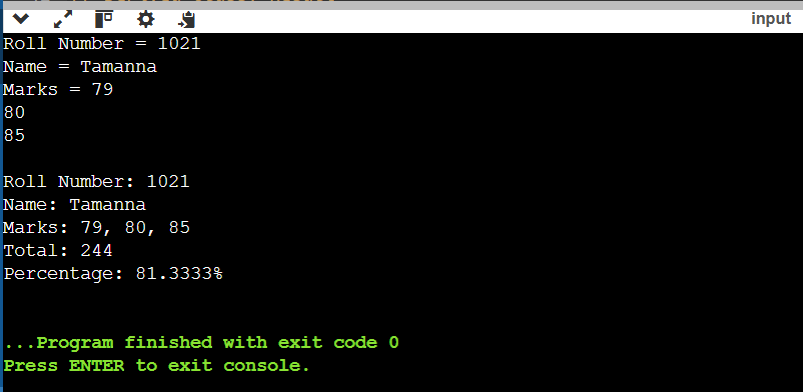 input
Roll Number = 1021
Name = Tamanna
Marks = 79
80
85
Roll Number: 1021
Name: Tamanna
Marks: 79, 80, 85
Total: 244
Percentage: 81.3333%
...Program finished with exit code 0
Press ENTER to exit console.